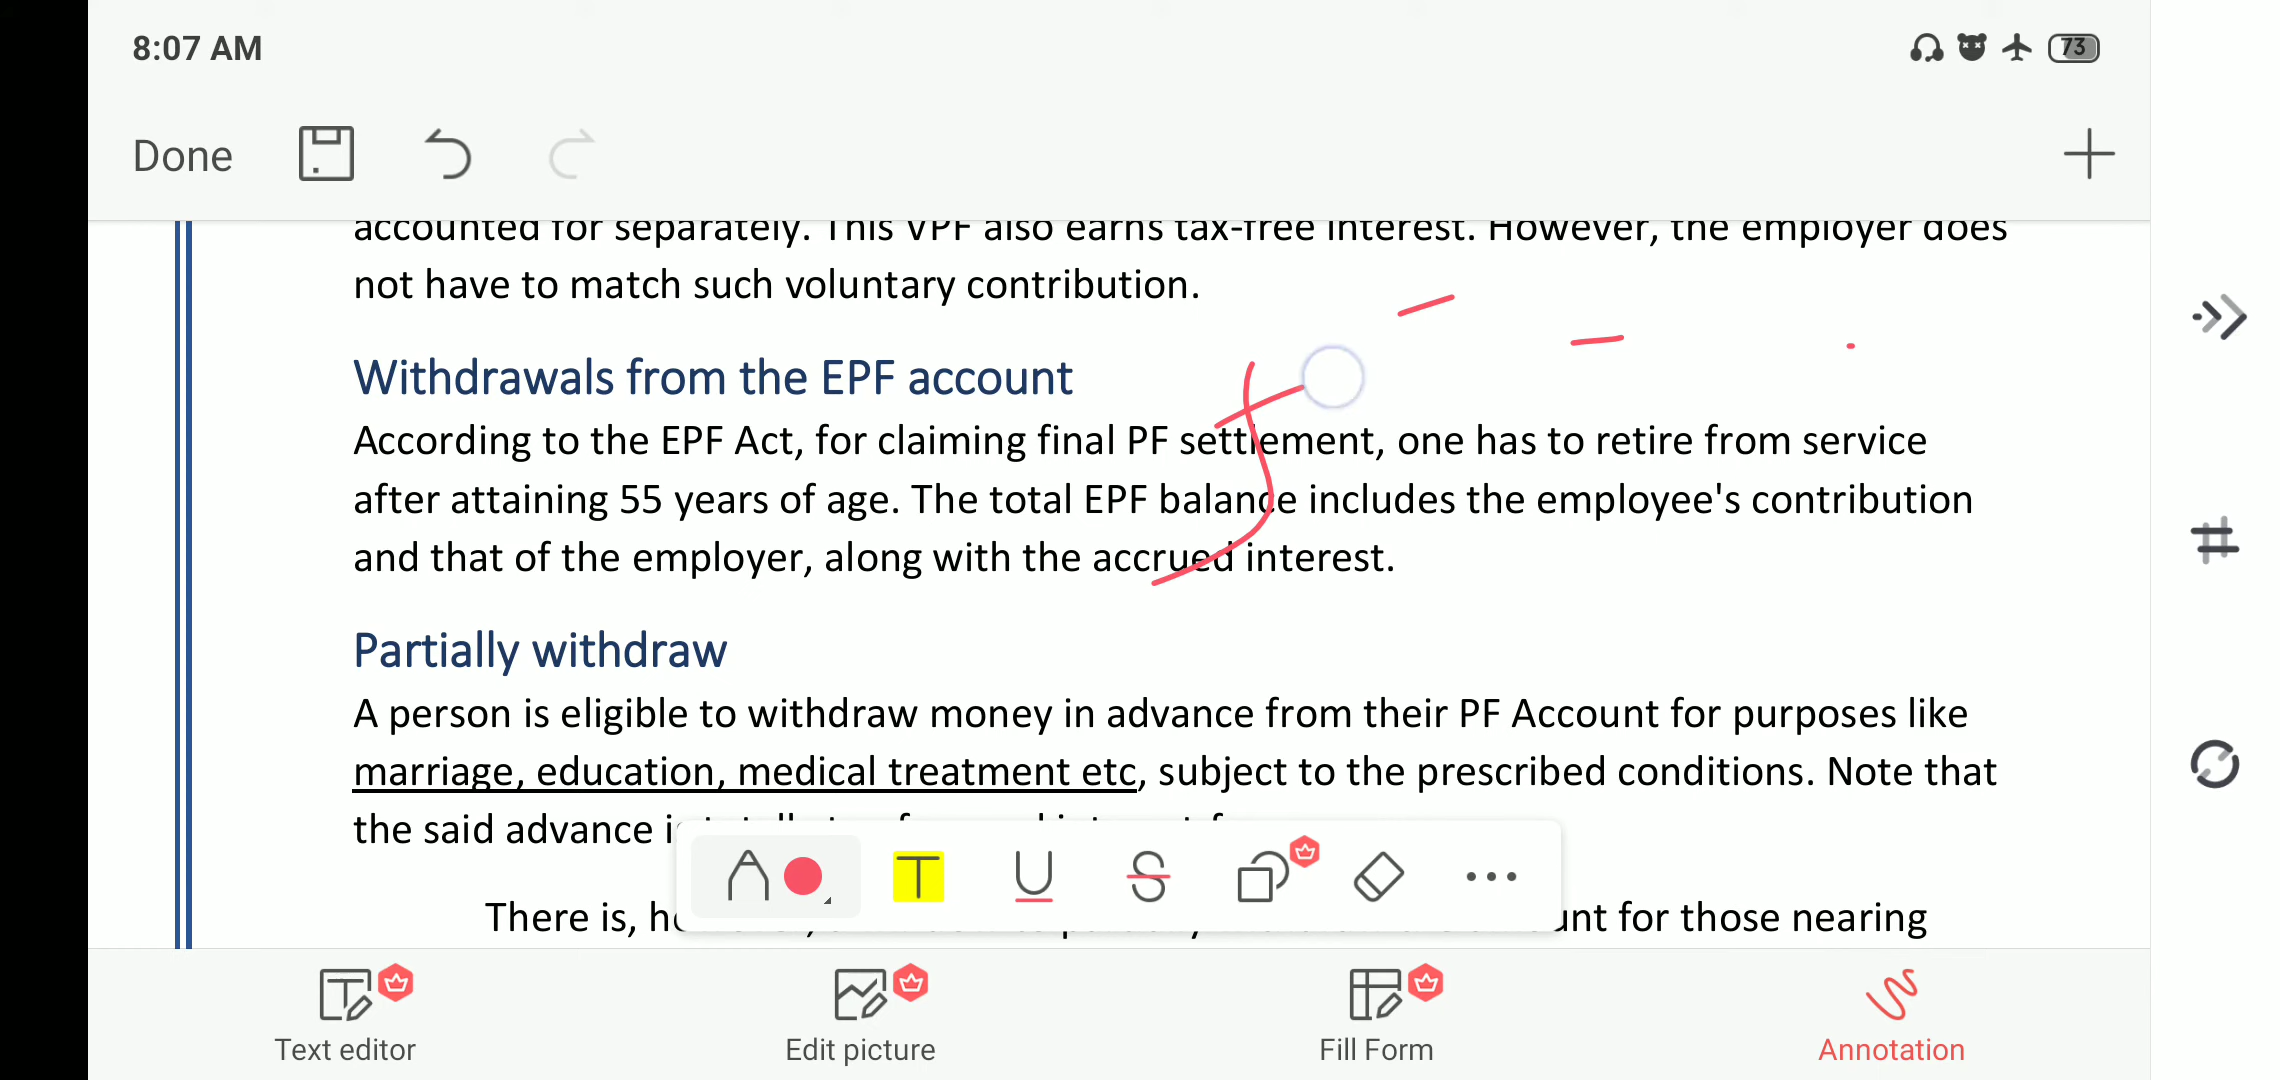 8:07 AM
73
Done
accounted for separately. This VPF also earns tax-free interest. However, the employer does
not have to match such voluntary contribution.
Withdrawals from the EPF account
According to the EPF Act, for claiming final PF settlement, one has to retire from service
after attaining 55 years of age. The total EPF balance includes the employee's contribution
and that of the employer, along with the accrued interest.
Partially withdraw
A person is eligible to withdraw money in advance from their PF Account for purposes like
marriage, education, medical treatment etc, subject to the prescribed conditions. Note that
the said advance
There is, for those nearing
T U S
Text editor
Edit picture
Fill Form
Annotation